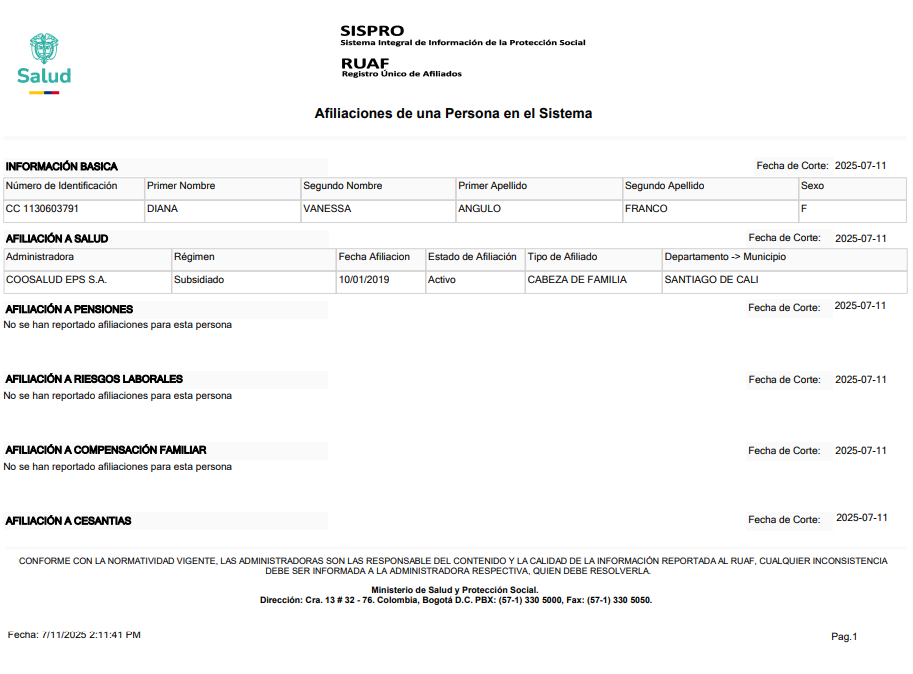 Salud
SISPRO
Sistema Integral de Información de la Protección Social
RUAF
Registro Único de Afiliados
Afiliaciones de una Persona en el Sistema
INFORMACIÓN BASICA Fecha de Corte: 2025-07-11
Número de Identificación Primer Nombre Segundo Nombre Primer Apellido Segundo Apellido Sexo
CC 1130603791 DIANA VANESSA ANGULO FRANCO F
AFILIACIÓN A SALUD Fecha de Corte: 2025-07-11
Administradora Régimen Fecha Afiliacion Estado de Afiliación Tipo de Afiliado Departamento -> Municipio
COOSALUD EPS S.A. Subsidiado 10/01/2019 Activo CABEZA DE FAMILIA SANTIAGO DE CALI
AFILIACIÓN A PENSIONES Fecha de Corte: 2025-07-11
No se han reportado afiliaciones para esta persona
AFILIACIÓN A RIESGOS LABORALES Fecha de Corte: 2025-07-11
No se han reportado afiliaciones para esta persona
AFILIACIÓN A COMPENSACIÓN FAMILIAR Fecha de Corte: 2025-07-11
No se han reportado afiliaciones para esta persona
AFILIACIÓN A CESANTIAS Fecha de Corte: 2025-07-11
CONFORME CON LA NORMATIVIDAD VIGENTE, LAS ADMINISTRADORAS SON LAS RESPONSABLE DEL CONTENIDO Y LA CALIDAD DE LA INFORMACIÓN REPORTADA AL RUAF, CUALQUIER INCONSISTENCIA
DEBE SER INFORMADA A LA ADMINISTRADORA RESPECTIVA, QUIEN DEBE RESOLVERLA.
Ministerio de Salud y Protección Social.
Dirección: Cra. 13 # 32 - 76. Colombia, Bogotá D.C. PBX: (57-1) 330 5000, Fax: (57-1) 330 5050.
Fecha: 7/11/2025 2:11:41 PM Pag.1